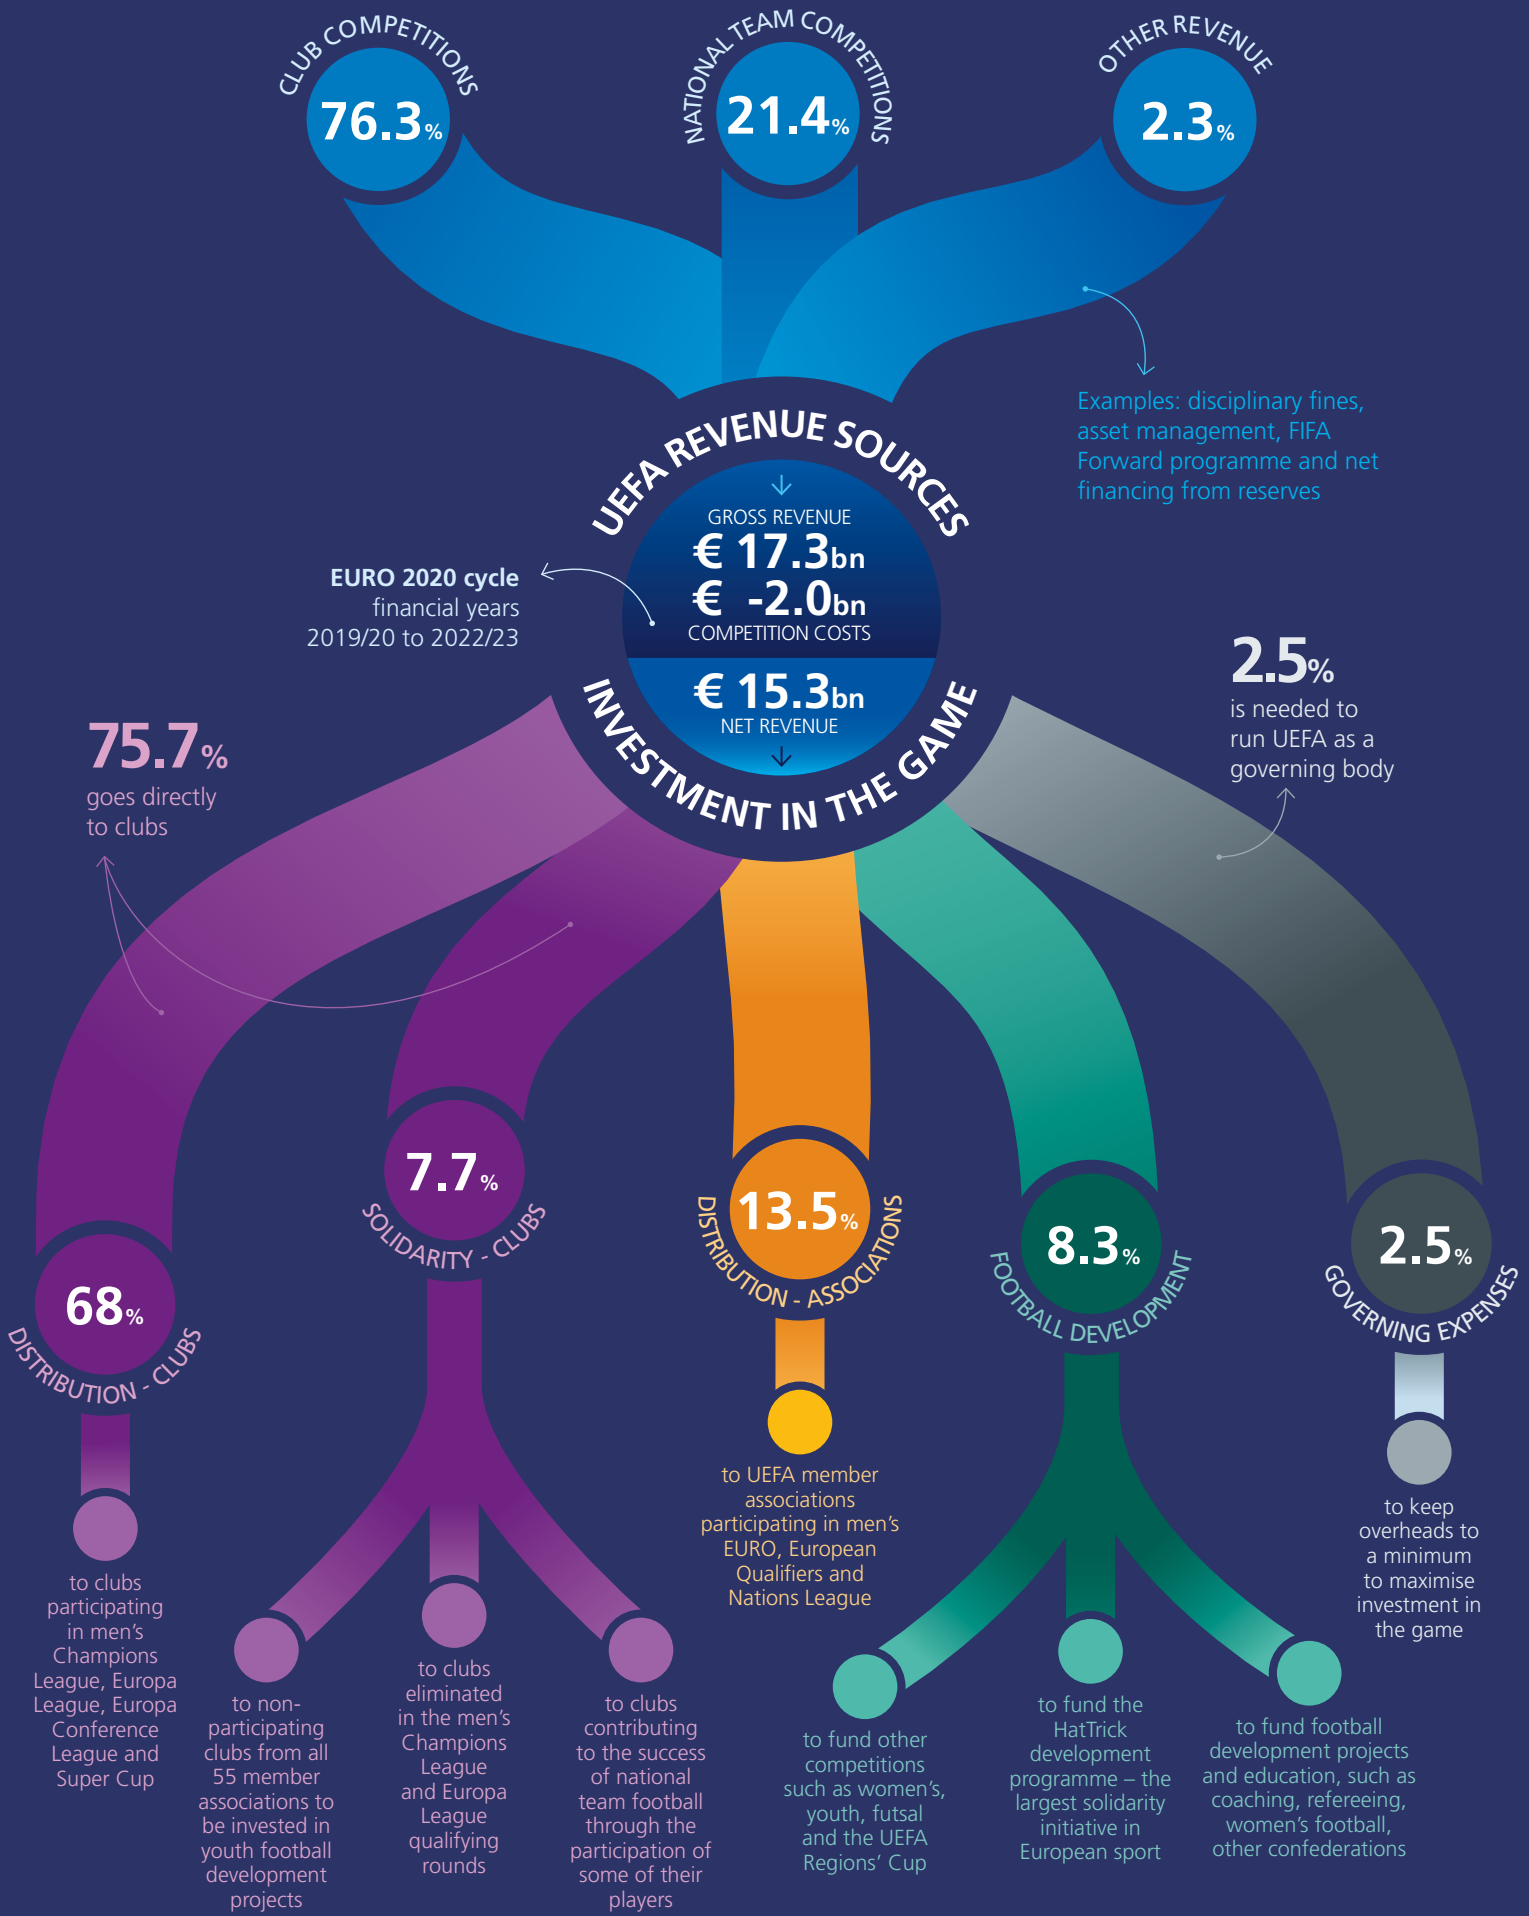 CLUB COMPETITIONS
76.3%
NATIONAL TEAM COMPETITIONS
21.4%
OTHER REVENUE
2.3%
Examples: disciplinary fines,
asset management, FIFA
Forward programme and net
financing from reserves
UEFA REVENUE SOURCES
GROSS REVENUE
€ 17.3bn
€ -2.0bn
COMPETITION COSTS
€ 15.3bn
NET REVENUE
INVESTMENT IN THE GAME
EURO 2020 cycle
financial years
2019/20 to 2022/23
75.7%
goes directly
to clubs
2.5%
is needed to
run UEFA as a
governing body
68%
DISTRIBUTION - CLUBS
to clubs
participating
in men's
Champions
League, Europa
League, Europa
Conference
League and
Super Cup
7.7%
SOLIDARITY - CLUBS
to non-
participating
clubs from all
55 member
associations to
be invested in
youth football
development
projects
to clubs
eliminated
in the men's
Champions
League
and Europa
League
qualifying
rounds
to clubs
contributing
to the success
of national
team football
through the
participation of
some of their
players
13.5%
DISTRIBUTION - ASSOCIATIONS
to UEFA member
associations
participating in men's
EURO, European
Qualifiers and
Nations League
8.3%
FOOTBALL DEVELOPMENT
to fund other
competitions
such as women's,
youth, futsal
and the UEFA
Regions' Cup
to fund the
HatTrick
development
programme – the
largest solidarity
initiative in
European sport
to fund football
development projects
and education, such as
coaching, refereeing,
women's football,
other confederations
2.5%
GOVERNING EXPENSES
to keep
overheads to
a minimum
to maximise
investment in
the game